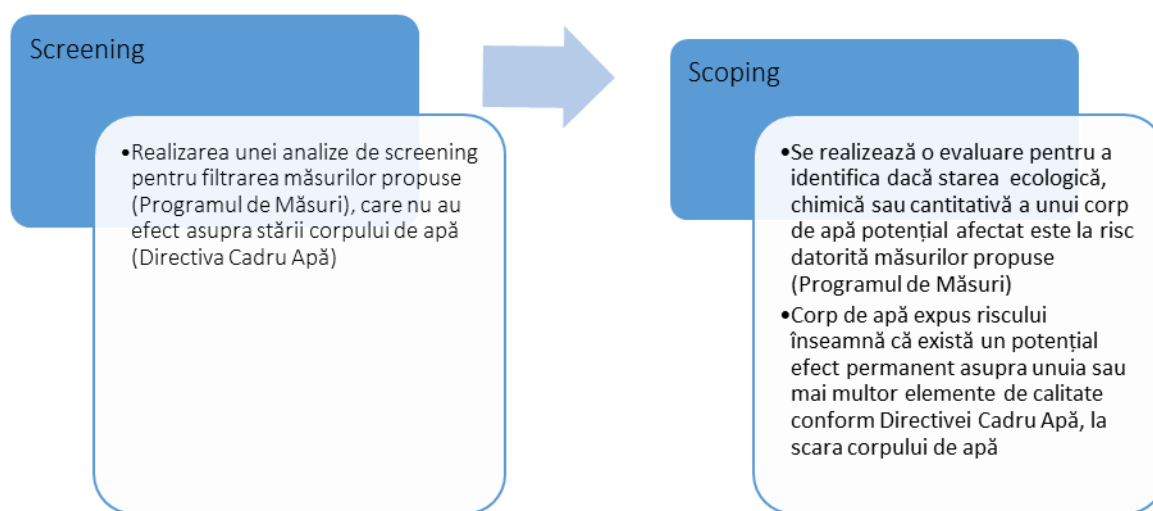 Screening
•Realizarea unei analize de screening
pentru filtrarea măsurilor propuse
(Programul de Măsuri), care nu au
efect asupra stării corpului de apă
(Directiva Cadru Apă)
Scoping
•Se realizează o evaluare pentru a
identifica dacă starea ecologică,
chimică sau cantitativă a unui corp
de apă potențial afectat este la risc
datorită măsurilor propuse
(Programul de Măsuri)
•Corp de apă expus riscului
înseamnă că există un potențial
efect permanent asupra unuia sau
mai multor elemente de calitate
conform Directivei Cadru Apă, la
scara corpului de apă